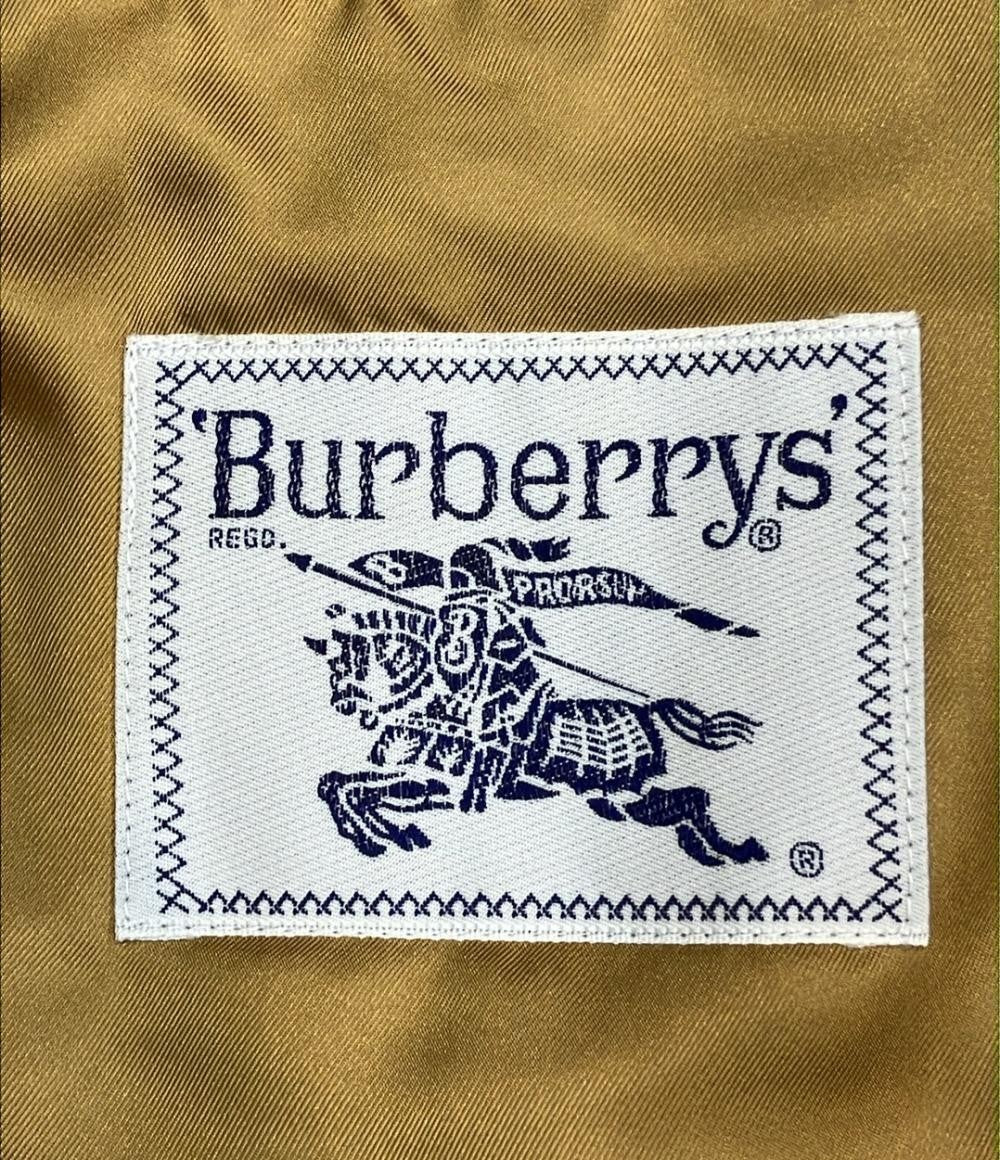 'Burberrys'
REGD. ®
B PRORSUM
B
®